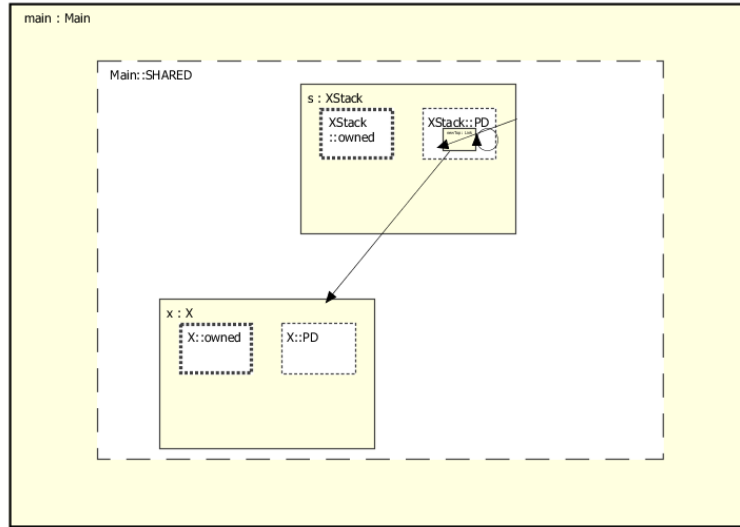 main : Main
Main::SHARED
s : XStack
XStack
::owned
XStack::PD
x : X
X::owned
X::PD